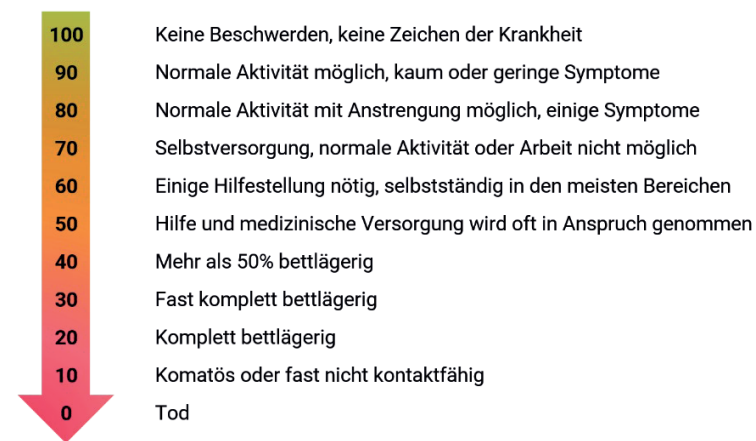 100 Keine Beschwerden, keine Zeichen der Krankheit
90 Normale Aktivität möglich, kaum oder geringe Symptome
80 Normale Aktivität mit Anstrengung möglich, einige Symptome
70 Selbstversorgung, normale Aktivität oder Arbeit nicht möglich
60 Einige Hilfestellung nötig, selbstständig in den meisten Bereichen
50 Hilfe und medizinische Versorgung wird oft in Anspruch genommen
40 Mehr als 50% bettlägerig
30 Fast komplett bettlägerig
20 Komplett bettlägerig
10 Komatös oder fast nicht kontaktfähig
0 Tod